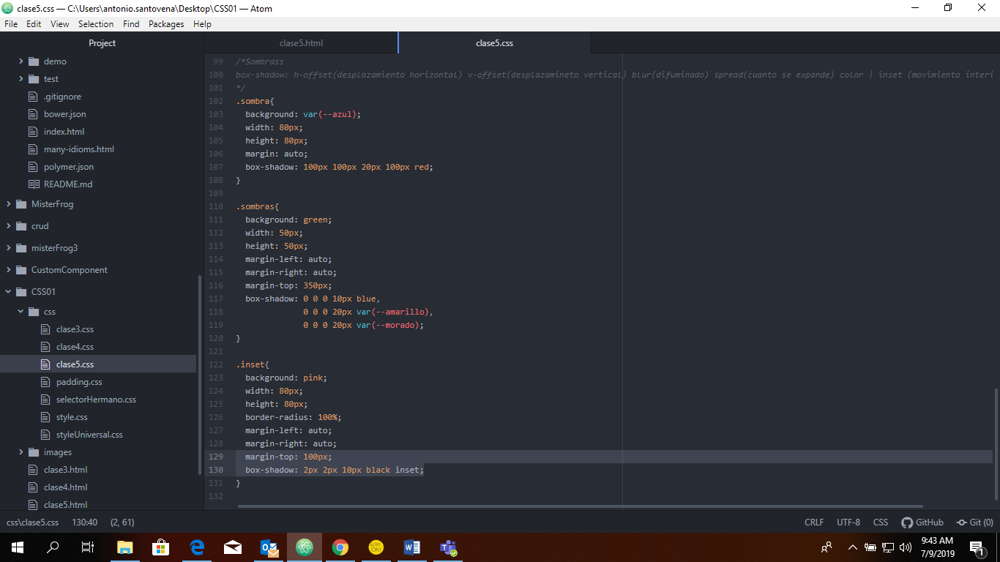 clase5.css — C:\Users\antonio.santovena\Desktop\CSS01 — Atom
File Edit View Selection Find Packages Help
Project
demo
test
.gitignore
bower.json
index.html
many-idioms.html
polymer.json
README.md
MisterFrog
crud
misterFrog3
CustomComponent
CSS01
css
clase3.css
clase4.css
clase5.css
padding.css
selectorHermano.css
style.css
styleUniversal.css
images
clase3.html
clase4.html
clase5.html
clase5.html clase5.css
99 /*Sombrass
100 box-shadow: h-offset(desplazamiento horizontal) v-offset(desplazamineto vertical) blur(difuminado) spread(cuanto se expande) color | inset (movimiento interi
101 */
102 .sombra{
103 background: var(--azul);
104 width: 80px;
105 height: 80px;
106 margin: auto;
107 box-shadow: 100px 100px 20px 100px red;
108 }
109
110 .sombras{
111 background: green;
112 width: 50px;
113 height: 50px;
114 margin-left: auto;
115 margin-right: auto;
116 margin-top: 350px;
117 box-shadow: 0 0 0 10px blue,
118 0 0 0 20px var(--amarillo),
119 0 0 0 20px var(--morado);
120 }
121
122 .inset{
123 background: pink;
124 width: 80px;
125 height: 80px;
126 border-radius: 100%;
127 margin-left: auto;
128 margin-right: auto;
129 margin-top: 100px;
130 box-shadow: 2px 2px 10px black inset;
131 }
132
css\clase5.css 130:40 (2, 61) CRLF UTF-8 CSS GitHub Git (0)
9:43 AM
7/9/2019
1